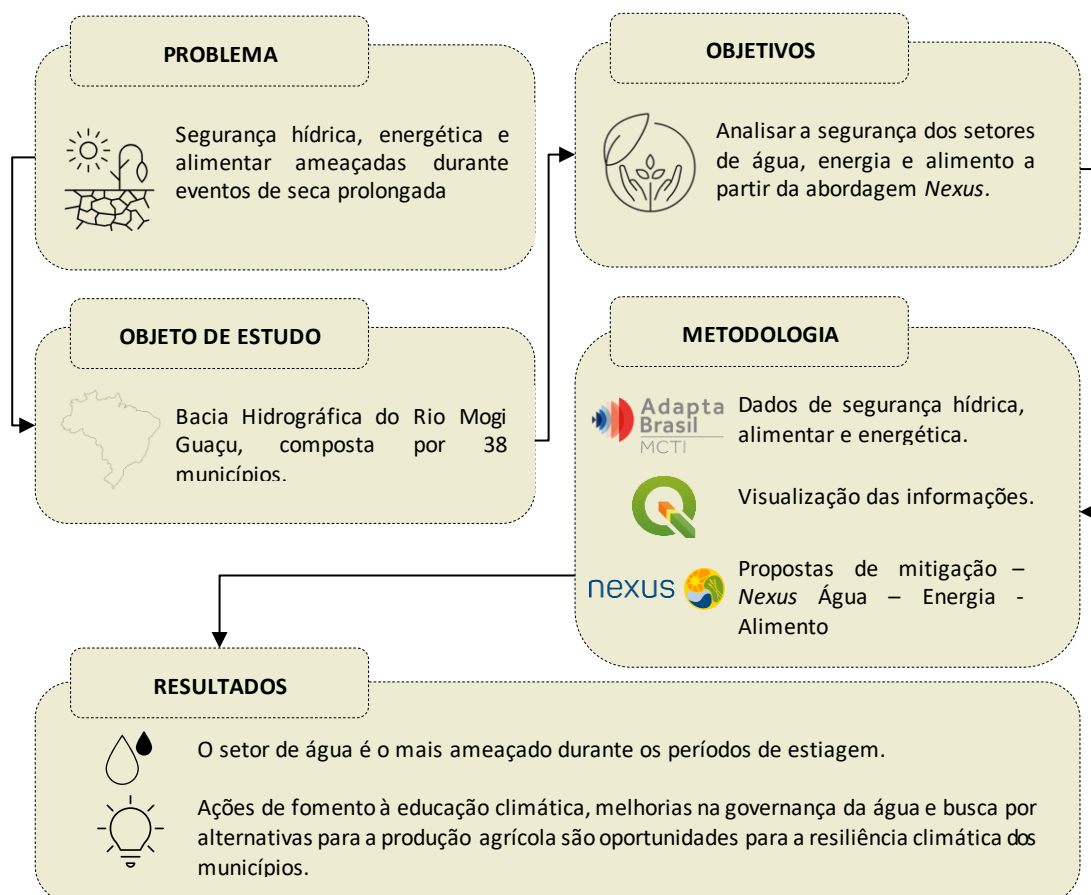 PROBLEMA
Segurança hídrica, energética e
alimentar ameaçadas durante
eventos de seca prolongada
OBJETO DE ESTUDO
Bacia Hidrográfica do Rio Mogi
Guaçu, composta por 38
municípios.
OBJETIVOS
Analisar a segurança dos setores
de água, energia e alimento a
partir da abordagem Nexus.
METODOLOGIA
Adapta
Brasil
MCTI
Dados de segurança hídrica,
alimentar e energética.
Visualização das informações.
nexus
Propostas de mitigação –
Nexus Água – Energia -
Alimento
RESULTADOS
O setor de água é o mais ameaçado durante os períodos de estiagem.
Ações de fomento à educação climática, melhorias na governança da água e busca por
alternativas para a produção agrícola são oportunidades para a resiliência climática dos
municípios.